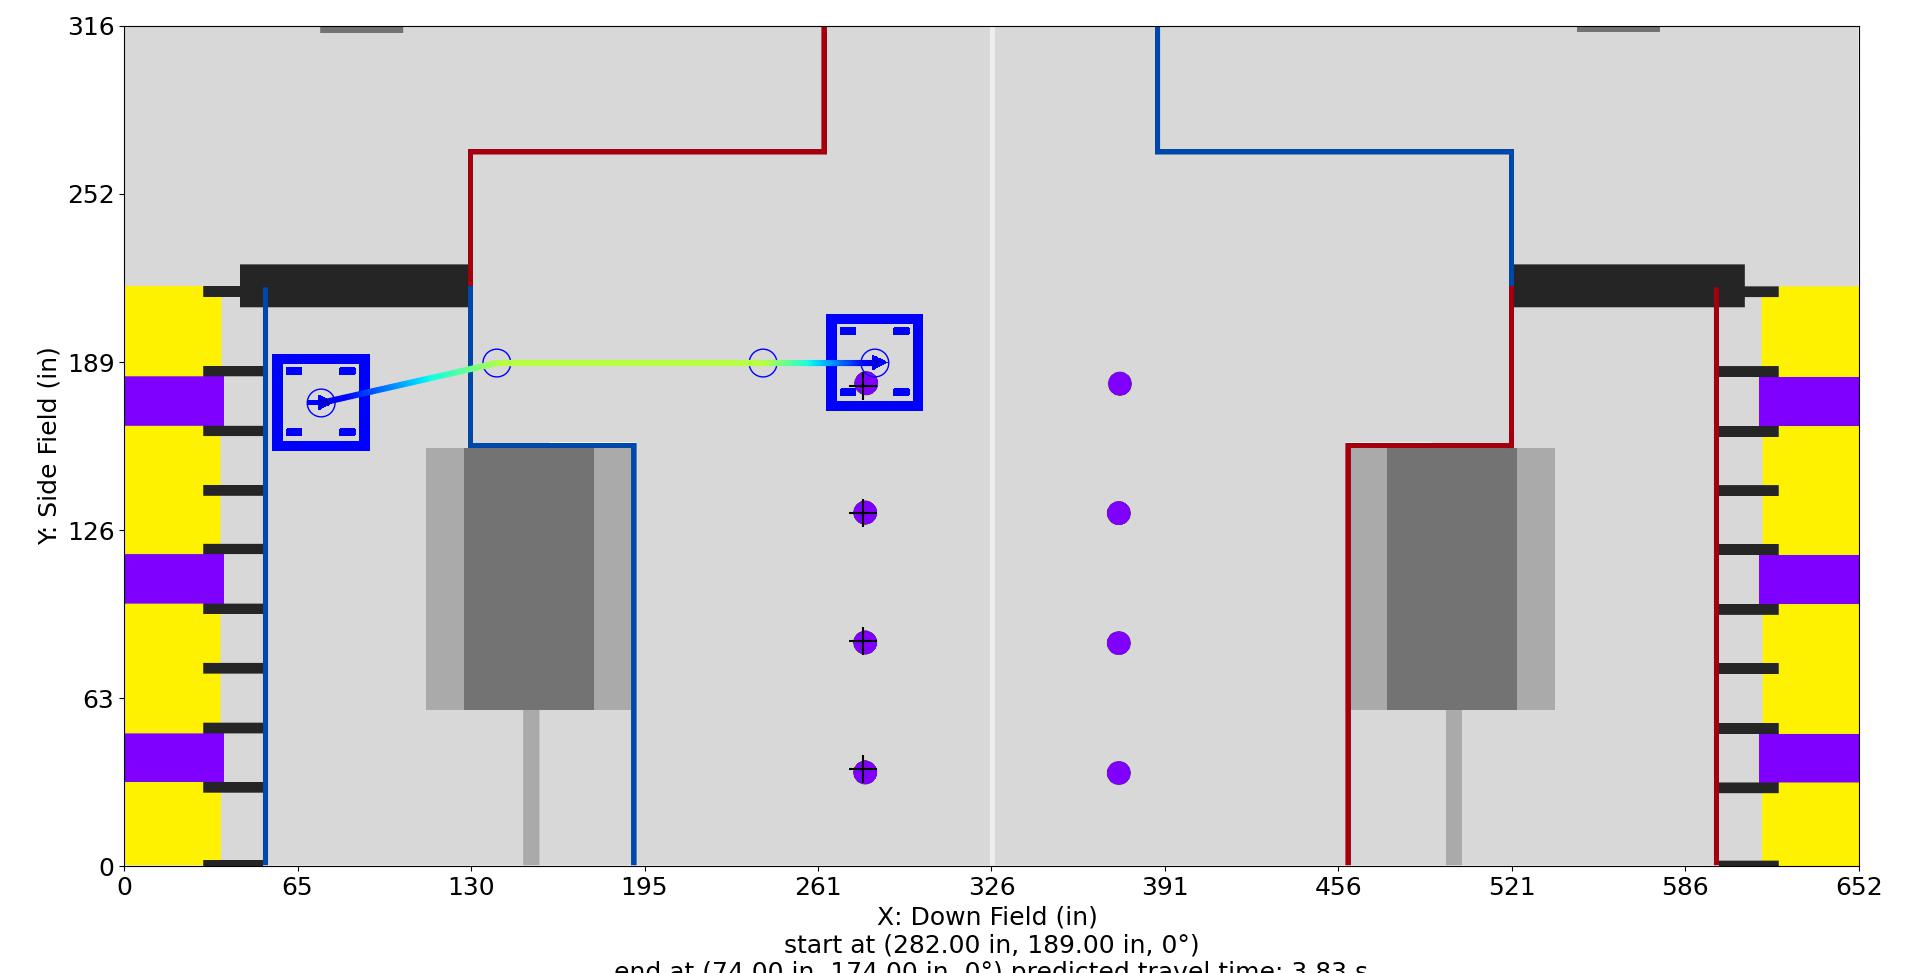 316
252
189
126
63
0
Y: Side Field (in)
0 65 130 195 261 326 391 456 521 586 652
X: Down Field (in)
start at (282.00 in, 189.00 in, 0°)
end at (74.00 in, 174.00 in, 0°) predicted travel time: 3.83 s